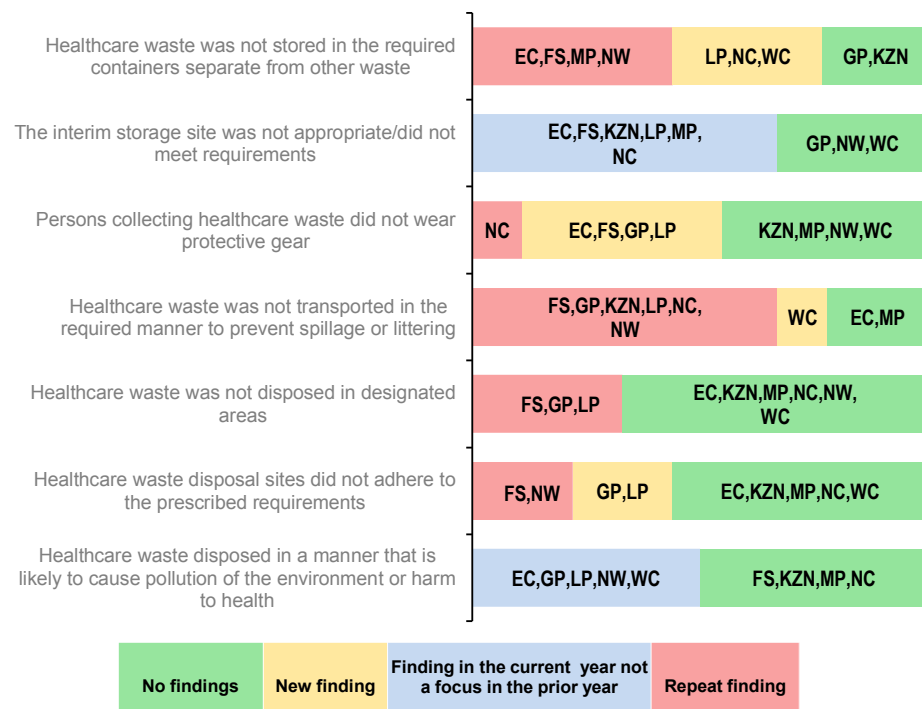 Healthcare waste was not stored in the required
containers separate from other waste
EC,FS,MP,NW
LP,NC,WC
GP,KZN
The interim storage site was not appropriate/did not
meet requirements
EC,FS,KZN,LP,MP,
NC
GP,NW,WC
Persons collecting healthcare waste did not wear
protective gear
NC
EC,FS,GP,LP
KZN,MP,NW,WC
Healthcare waste was not transported in the
required manner to prevent spillage or littering
FS,GP,KZN,LP,NC,
NW
WC
EC,MP
Healthcare waste was not disposed in designated
areas
FS,GP,LP
EC,KZN,MP,NC,NW,
WC
Healthcare waste disposal sites did not adhere to
the prescribed requirements
FS,NW
GP,LP
EC,KZN,MP,NC,WC
Healthcare waste disposed in a manner that is
likely to cause pollution of the environment or harm
to health
EC,GP,LP,NW,WC
FS,KZN,MP,NC
No findings
New finding
Finding in the current year not
a focus in the prior year
Repeat finding